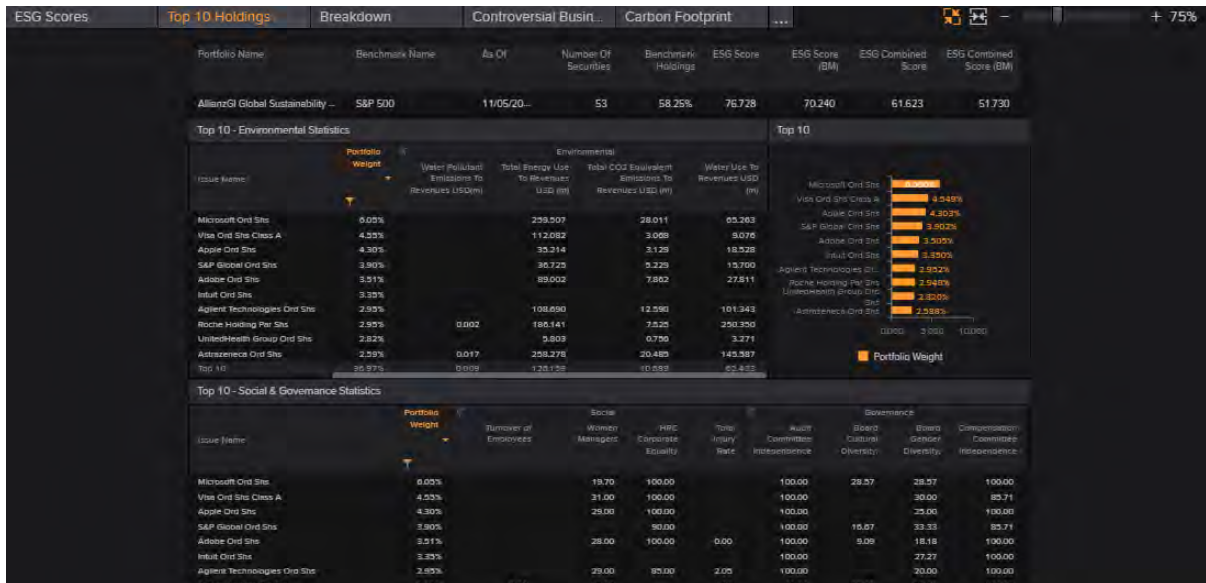 ESG Scores Top 10 Holdings Breakdown Controversial Busin... Carbon Footprint ... − + 75%
Portfolio Name Benchmark Name As Of Number Of Securities Benchmark Holdings ESG Score ESG Score (BM) ESG Combined Score ESG Combined Score (BM)
AllianzGI Global Sustainability ... S&P 500 11/05/20... 53 58.25% 76.728 70.240 61.623 51.730
Top 10 - Environmental Statistics Top 10
Environmental
Issue Name Portfolio Weight Water Pollutant Emissions To Revenues USD(m) Total Energy Use To Revenues USD (m) Total CO2 Equivalent Emissions To Revenues USD (m) Water Use To Revenues USD (m)
Microsoft Ord Shs 6.05% 259.507 28.011 65.263
Visa Ord Shs Class A 4.55% 112.082 3.069 9.076
Apple Ord Shs 4.30% 35.214 3.129 18.528
S&P Global Ord Shs 3.90% 36.725 5.229 15.700
Adobe Ord Shs 3.51% 89.002 7.862 27.811
Intuit Ord Shs 3.35%
Agilent Technologies Ord Shs 2.95% 108.690 12.590 101.343
Roche Holding Par Shs 2.95% 0.002 186.141 7.525 250.350
UnitedHealth Group Ord Shs 2.82% 5.803 0.756 3.271
Astrazeneca Ord Shs 2.59% 0.017 258.278 20.485 145.587
Top 10 36.97% 0.009
Microsoft Ord Shs
Visa Ord Shs Class A 4.549%
Apple Ord Shs 4.303%
S&P Global Ord Shs 3.902%
Adobe Ord Shs 3.505%
Intuit Ord Shs 3.350%
Agilent Technologies Or... 2.952%
Roche Holding Par Shs 2.948%
UnitedHealth Group Ord Shs 2.820%
Astrazeneca Ord Shs 2.588%
0.000 5.000 10.000
Portfolio Weight
Top 10 - Social & Governance Statistics
Social Governance
Issue Name Portfolio Weight Turnover of Employees Women Managers HRC Corporate Equality Total Injury Rate Audit Committee Independence Board Cultural Diversity, Board Gender Diversity, Compensation Committee Independence
Microsoft Ord Shs 6.05% 19.70 100.00 100.00 28.57 28.57 100.00
Visa Ord Shs Class A 4.55% 31.00 100.00 100.00 30.00 85.71
Apple Ord Shs 4.30% 29.00 100.00 100.00 25.00 100.00
S&P Global Ord Shs 3.90% 90.00 100.00 16.67 33.33 85.71
Adobe Ord Shs 3.51% 28.00 100.00 0.00 100.00 9.09 18.18 100.00
Intuit Ord Shs 3.35% 100.00 27.27 100.00
Agilent Technologies Ord Shs 2.95% 29.00 85.00 2.05 100.00 20.00 100.00